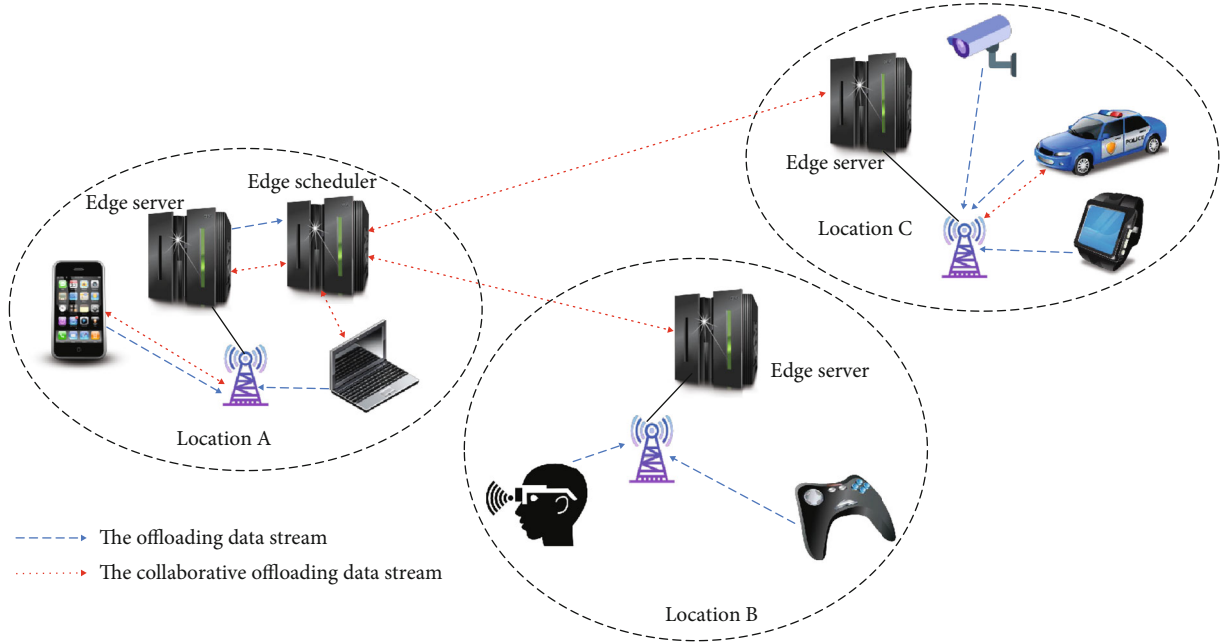 Edge scheduler
Edge server
Location A
Edge server
Location C
POLICE
Edge server
Location B
The offloading data stream
The collaborative offloading data stream